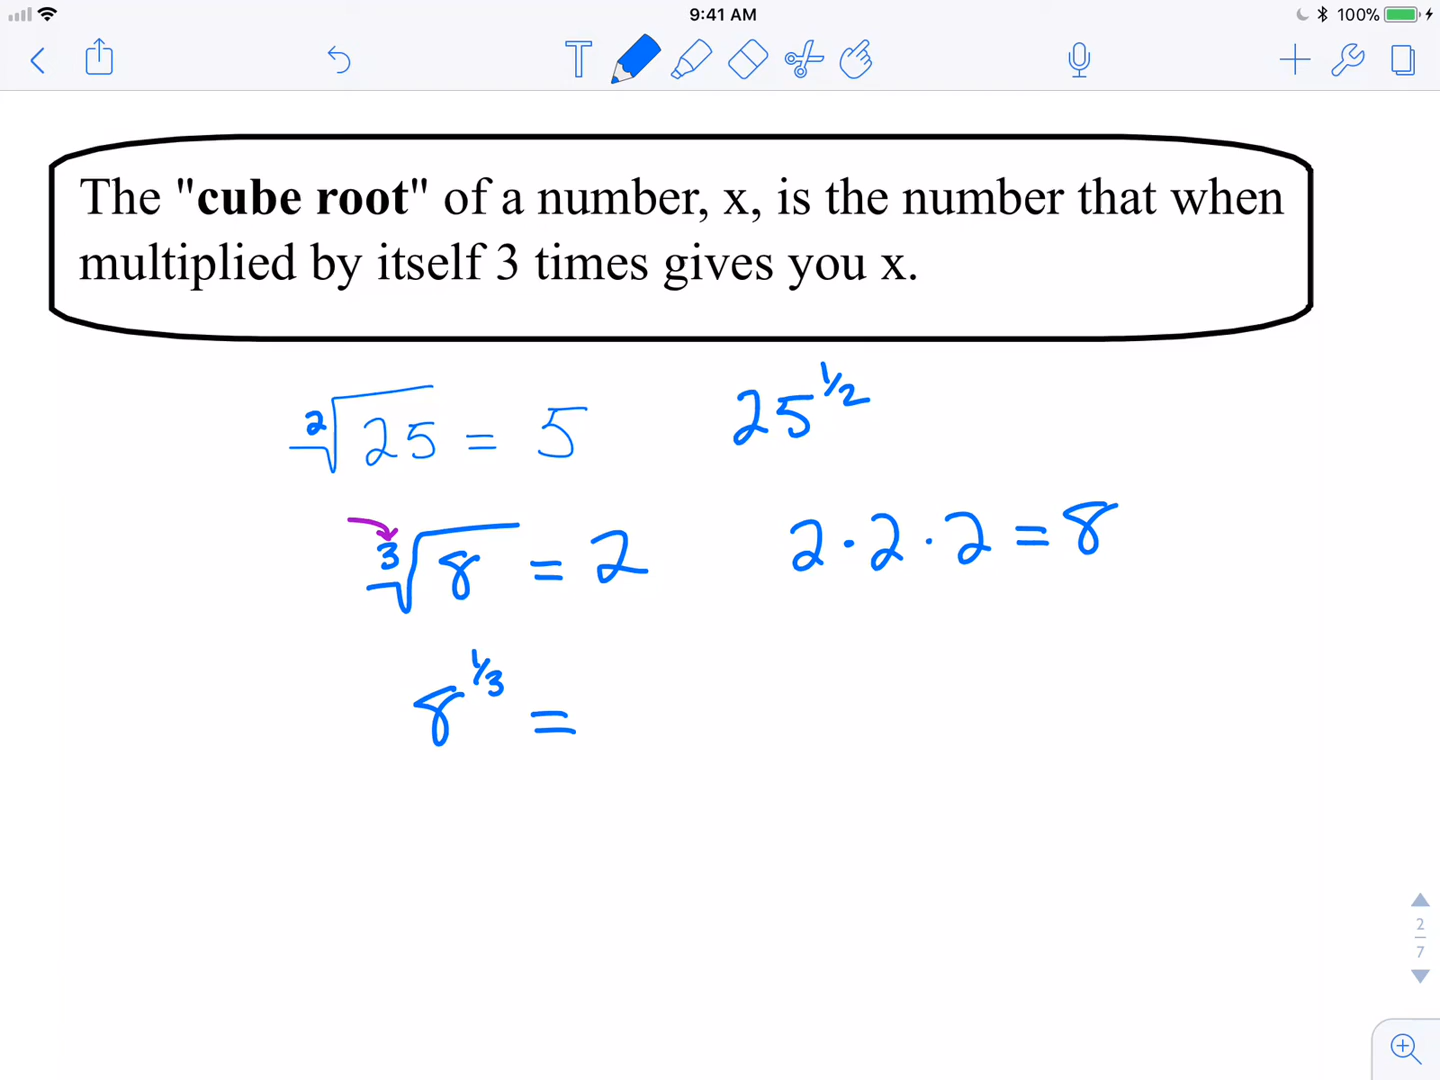 9:41 AM
100%
T
The "cube root" of a number, x, is the number that when
multiplied by itself 3 times gives you x.
²√25 = 5
25^1/2
³√8 = 2
2 · 2 · 2 = 8
8^1/3 =
2
7